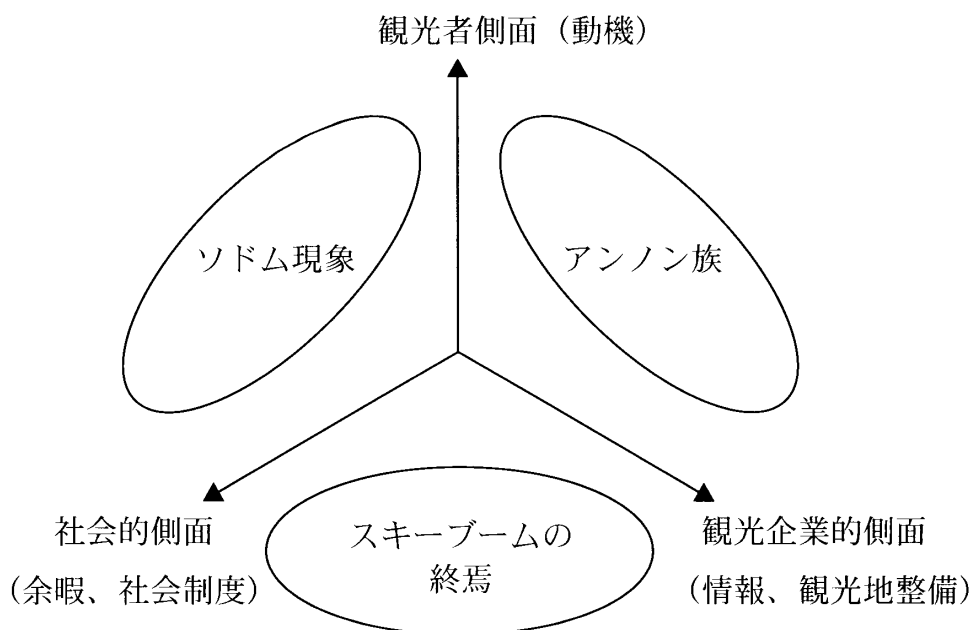 観光者側面（動機）
ソドム現象
アンノン族
社会的側面
（余暇、社会制度）
スキーブームの
終焉
観光企業的側面
（情報、観光地整備）